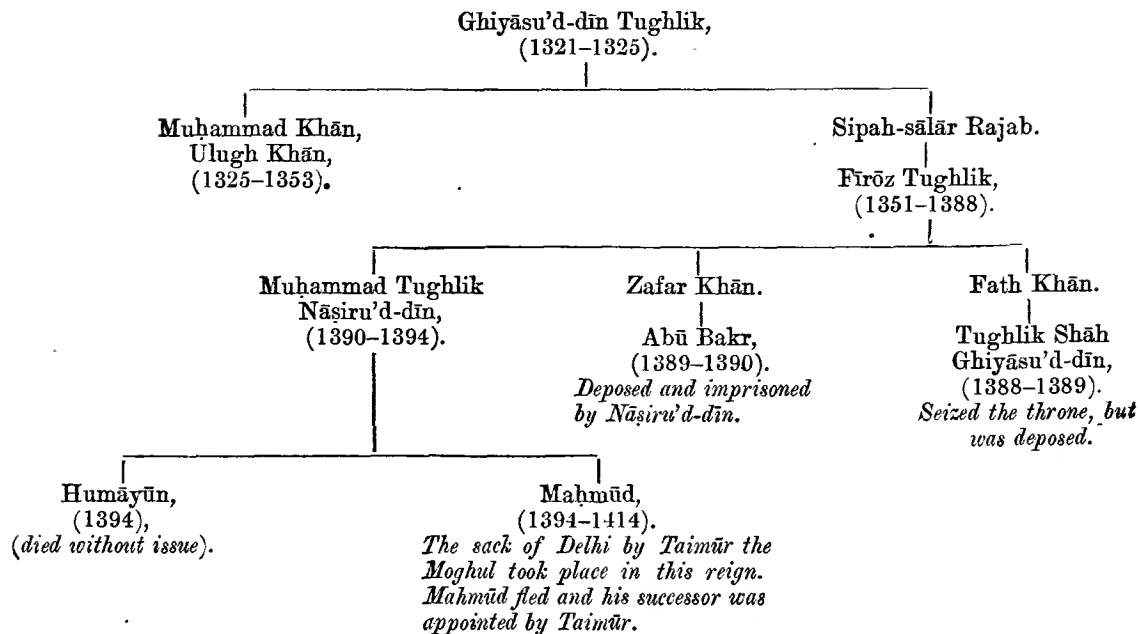 Ghiyāsu’d-dīn Tughlik,
(1321–1325).
Muḥammad Khān,
Ulugh Khān,
(1325–1353).
Sipah-sālār Rajab.
Fīrōz Tughlik,
(1351–1388).
Muḥammad Tughlik
Nāṣiru’d-dīn,
(1390–1394).
Zafar Khān.
Abū Bakr,
(1389–1390).
Deposed and imprisoned
by Nāṣiru’d-dīn.
Fath Khān.
Tughlik Shāh
Ghiyāsu’d-dīn,
(1388–1389).
Seized the throne, but
was deposed.
Humāyūn,
(1394),
(died without issue).
Maḥmūd,
(1394–1414).
The sack of Delhi by Taimūr the
Moghul took place in this reign.
Mahmūd fled and his successor was
appointed by Taimūr.